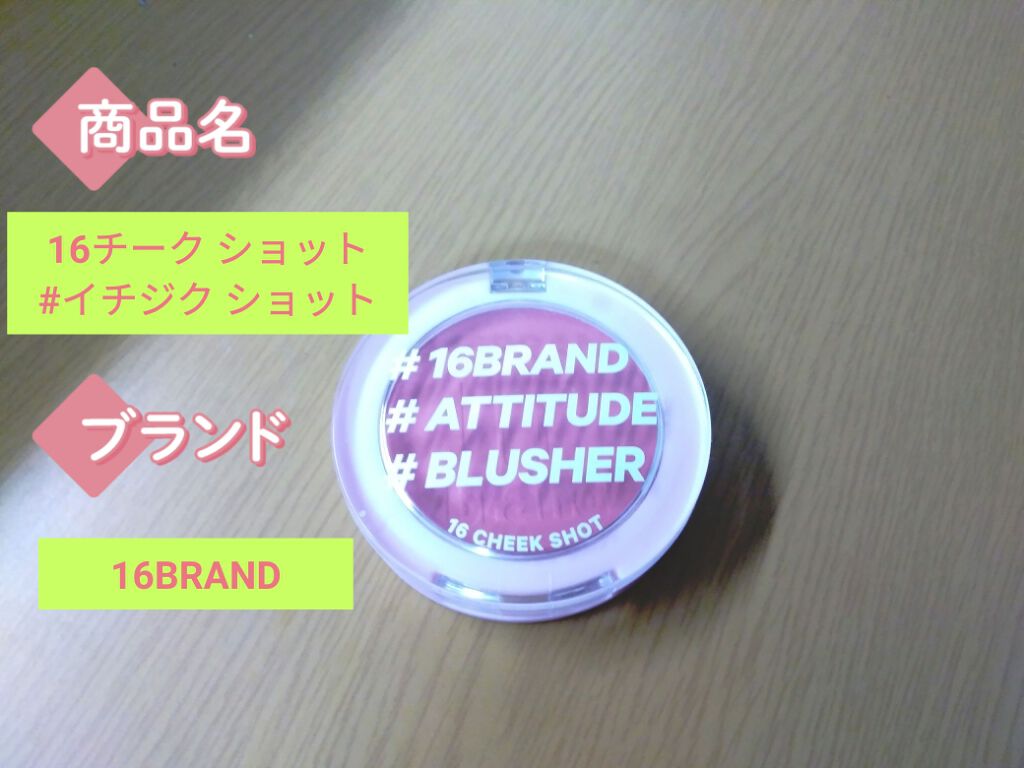 商品名
16チーク ショット
#イチジク ショット
ブランド
16BRAND
# 16BRAND
# ATTITUDE
# BLUSHER
16 CHEEK SHOT